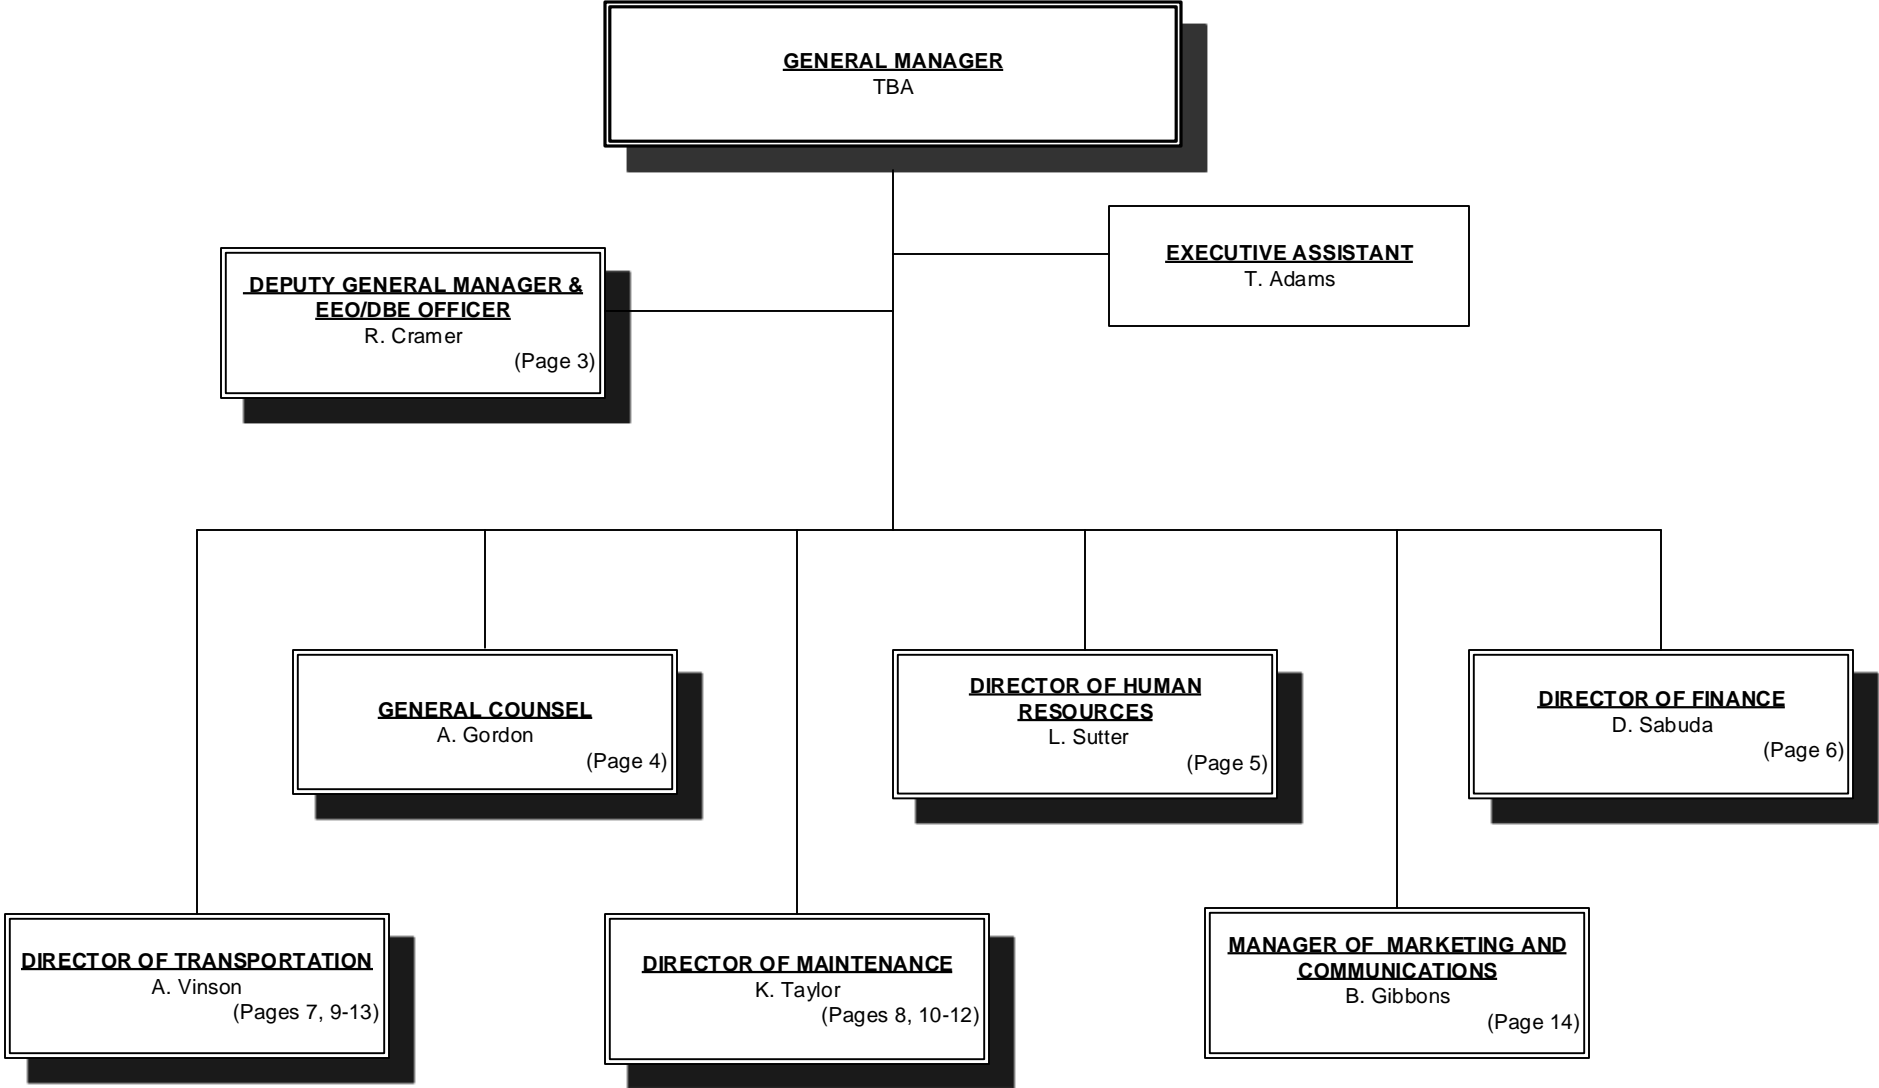 GENERAL MANAGER
TBA
EXECUTIVE ASSISTANT
T. Adams
DEPUTY GENERAL MANAGER &
EEO/DBE OFFICER
R. Cramer
(Page 3)
GENERAL COUNSEL
A. Gordon
(Page 4)
DIRECTOR OF HUMAN
RESOURCES
L. Sutter
(Page 5)
DIRECTOR OF FINANCE
D. Sabuda
(Page 6)
DIRECTOR OF TRANSPORTATION
A. Vinson
(Pages 7, 9-13)
DIRECTOR OF MAINTENANCE
K. Taylor
(Pages 8, 10-12)
MANAGER OF  MARKETING AND
COMMUNICATIONS
B. Gibbons
(Page 14)